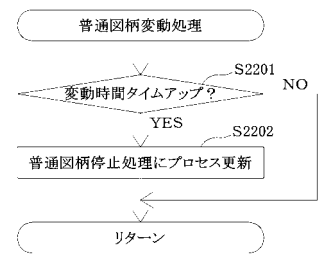 普通図柄変動処理
S2201
変動時間タイムアップ?
NO
YES
S2202
普通図柄停止処理にプロセス更新
リターン